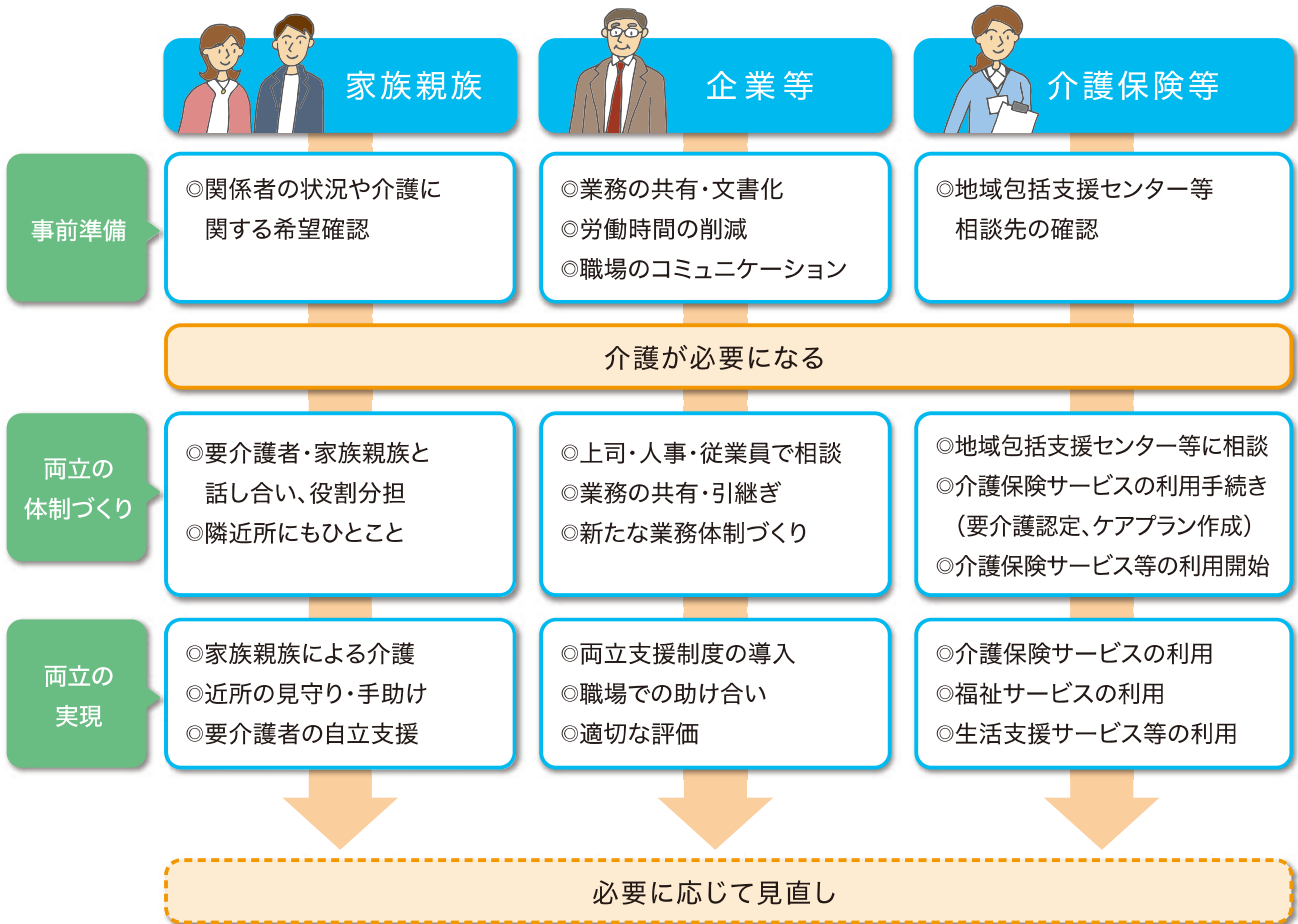 家族親族
企業等
介護保険等
事前準備
◎関係者の状況や介護に
関する希望確認
◎業務の共有・文書化
◎労働時間の削減
◎職場のコミュニケーション
◎地域包括支援センター等
相談先の確認
介護が必要になる
両立の
体制づくり
◎要介護者・家族親族と
話し合い、役割分担
◎隣近所にもひとこと
◎上司・人事・従業員で相談
◎業務の共有・引継ぎ
◎新たな業務体制づくり
◎地域包括支援センター等に相談
◎介護保険サービスの利用手続き
（要介護認定、ケアプラン作成）
◎介護保険サービス等の利用開始
両立の
実現
◎家族親族による介護
◎近所の見守り・手助け
◎要介護者の自立支援
◎両立支援制度の導入
◎職場での助け合い
◎適切な評価
◎介護保険サービスの利用
◎福祉サービスの利用
◎生活支援サービス等の利用
必要に応じて見直し